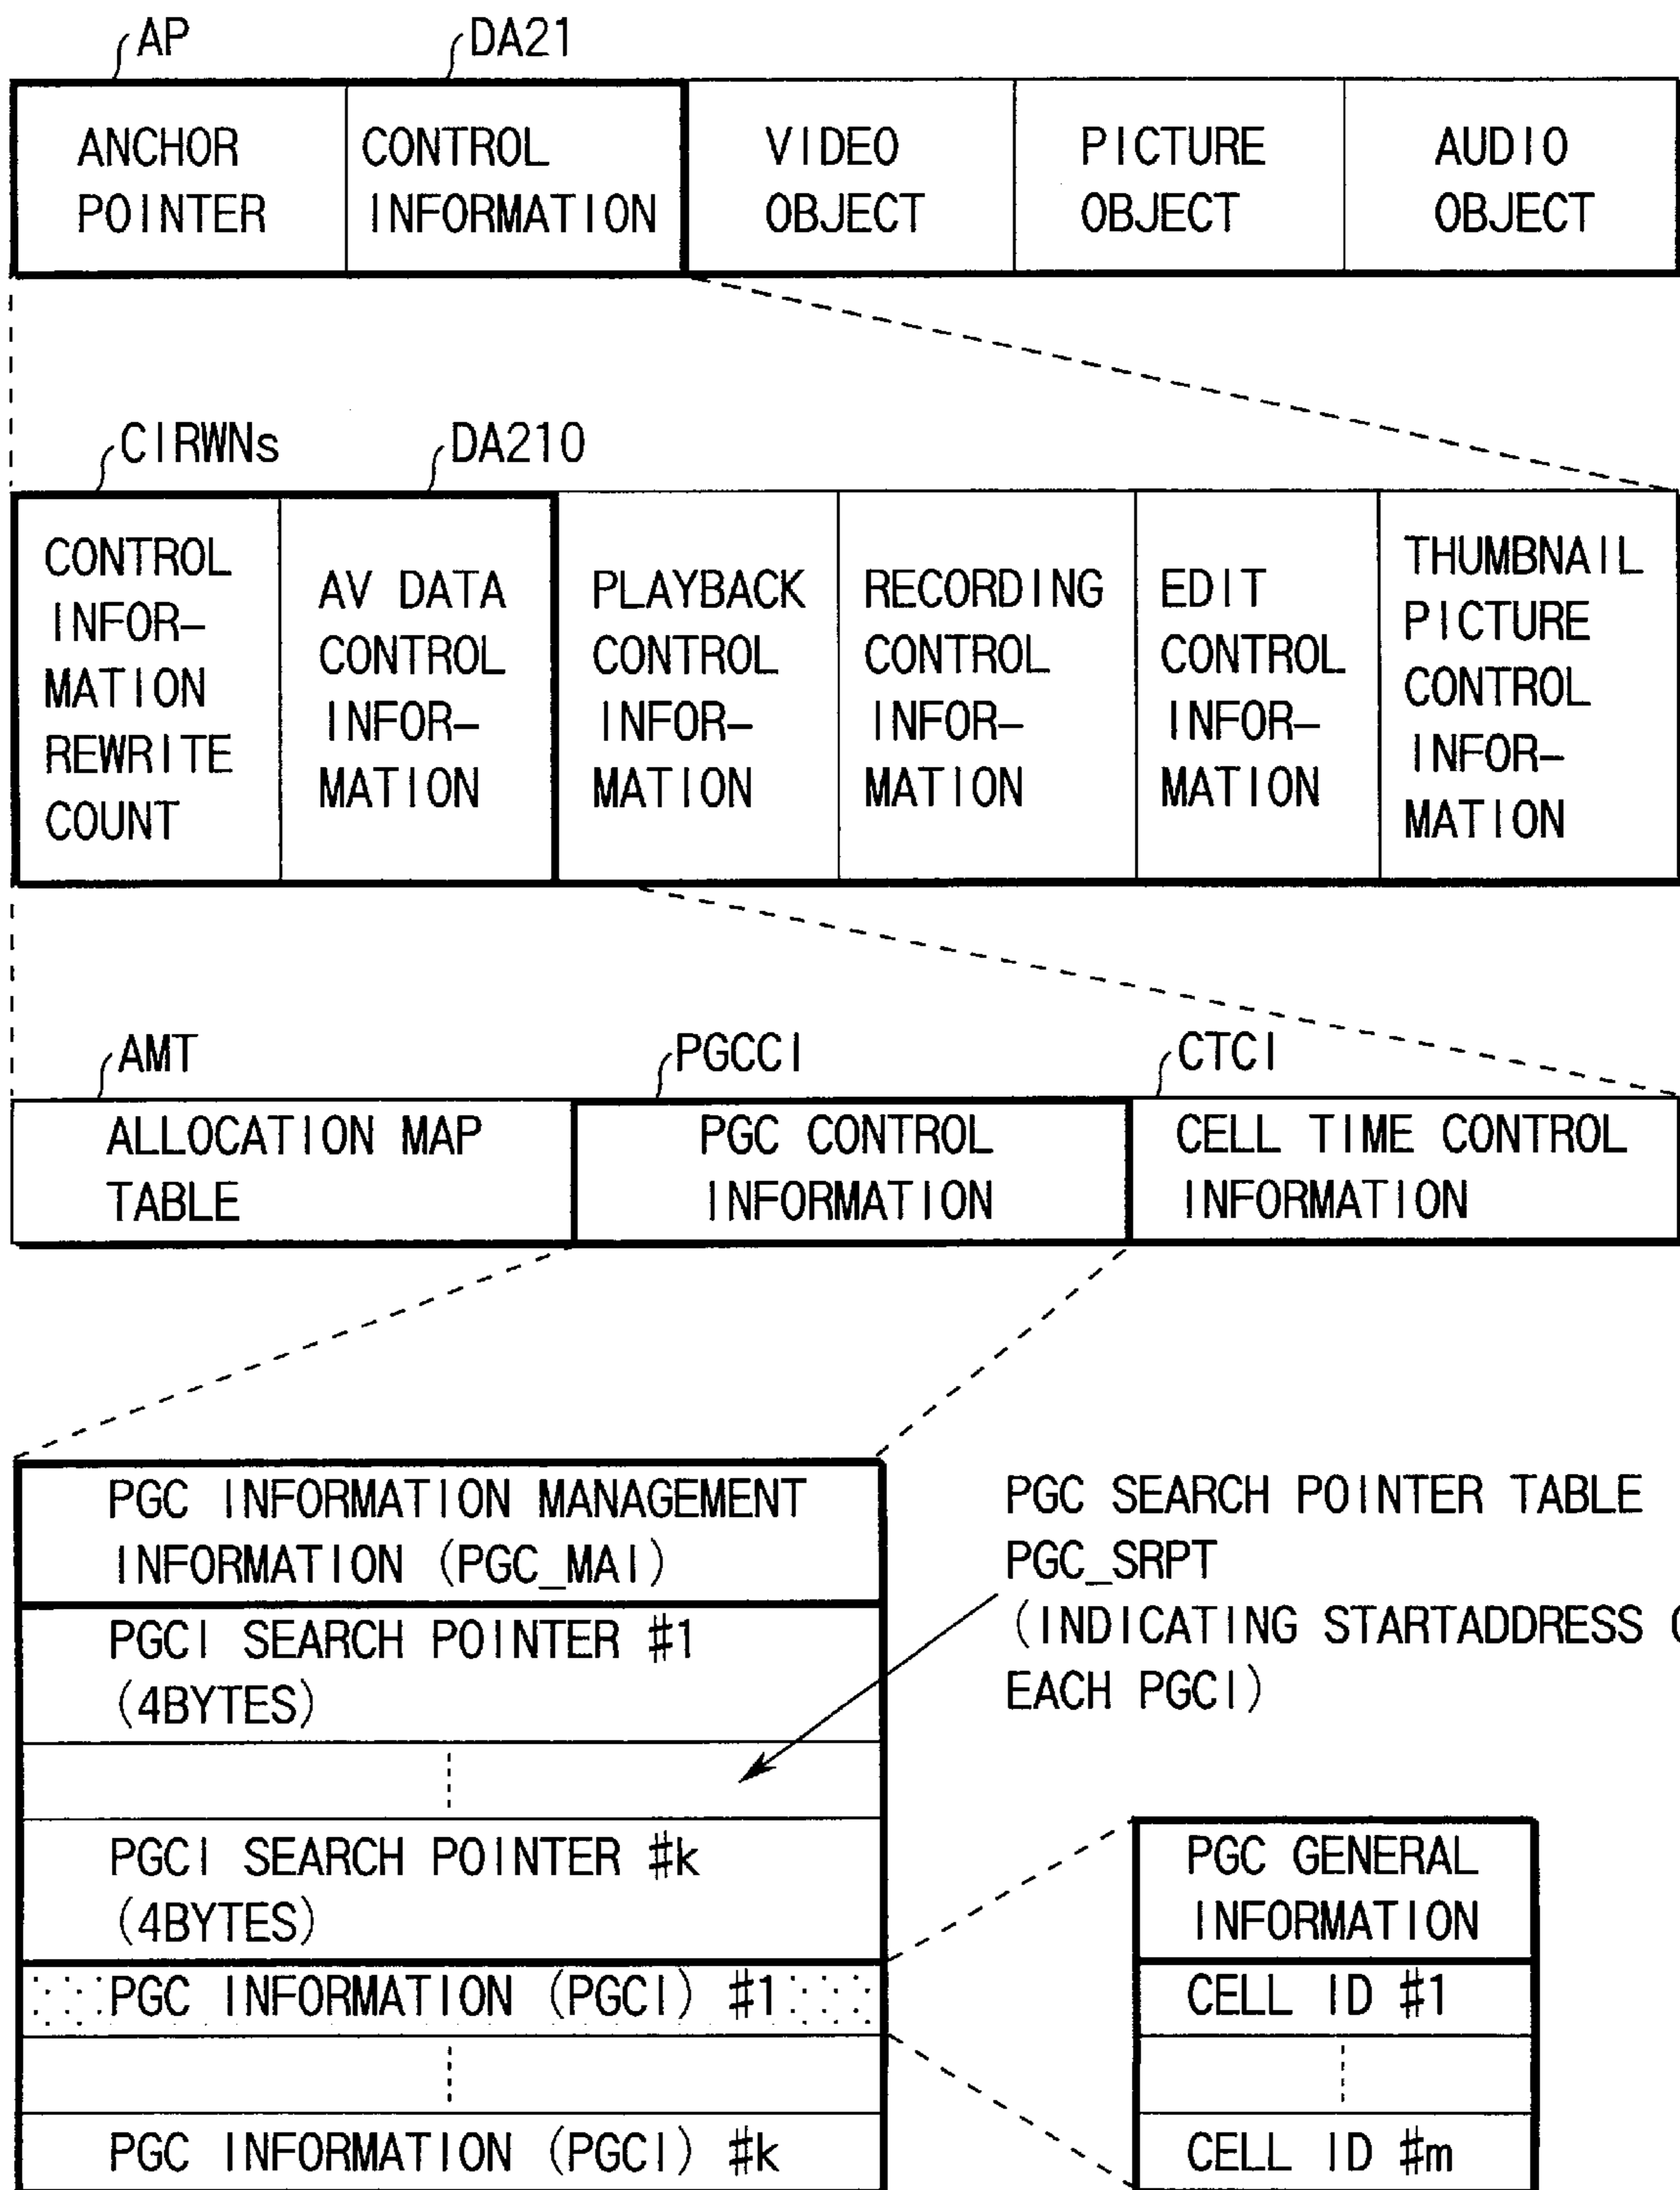 AP
DA21
ANCHOR
POINTER
CONTROL
INFORMATION
VIDEO
OBJECT
PICTURE
OBJECT
AUDIO
OBJECT
CIRWNs
DA210
CONTROL
INFOR-
MATION
REWRITE
COUNT
AV DATA
CONTROL
INFOR-
MATION
PLAYBACK
CONTROL
INFOR-
MATION
RECORDING
CONTROL
INFOR-
MATION
EDIT
CONTROL
INFOR-
MATION
THUMBNAIL
PICTURE
CONTROL
INFOR-
MATION
AMT
PGCCI
CTCI
ALLOCATION MAP
TABLE
PGC CONTROL
INFORMATION
CELL TIME CONTROL
INFORMATION
PGC INFORMATION MANAGEMENT
INFORMATION (PGC_MAI)
PGCI SEARCH POINTER #1
(4BYTES)
PGCI SEARCH POINTER #k
(4BYTES)
PGC INFORMATION (PGCI) #1
PGC INFORMATION (PGCI) #k
PGC SEARCH POINTER TABLE
PGC_SRPT
(INDICATING STARTADDRESS
EACH PGCI)
PGC GENERAL
INFORMATION
CELL ID #1
CELL ID #m